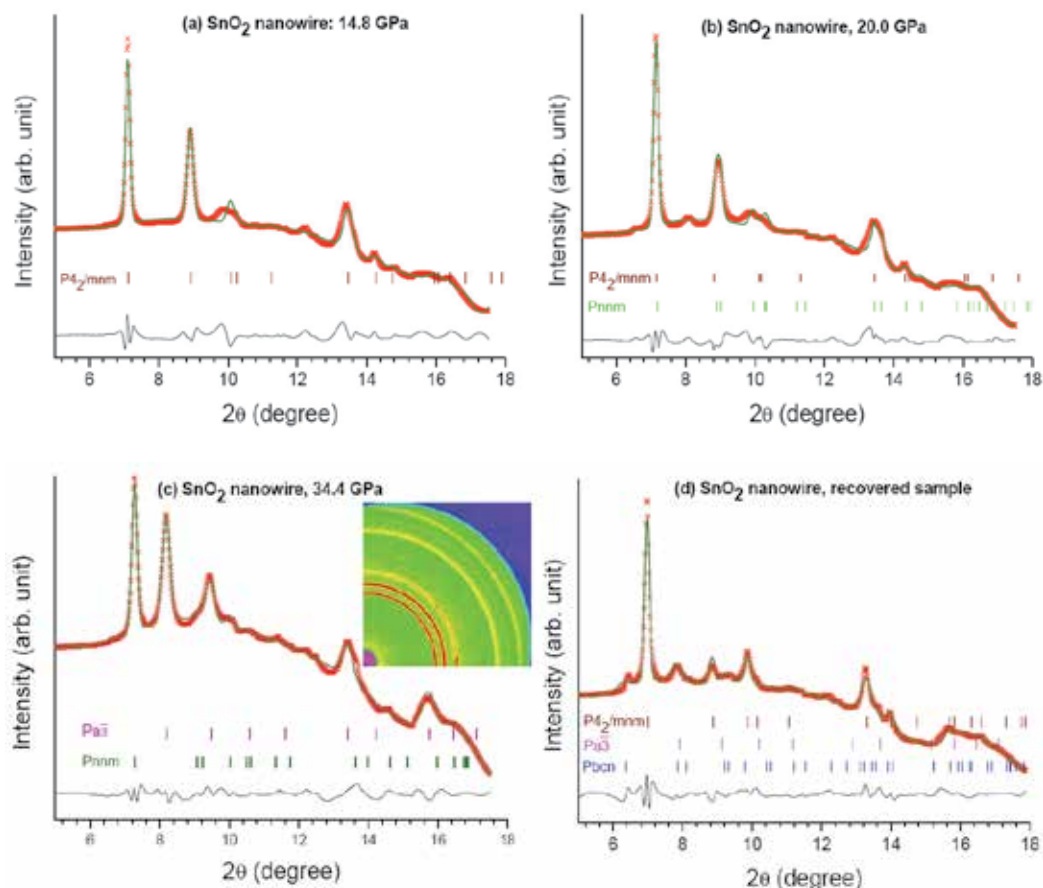 (a) SnO2 nanowire: 14.8 GPa
Intensity (arb. unit)
P42/mnm
6 8 10 12 14 16 18
2θ (degree)
(b) SnO2 nanowire, 20.0 GPa
Intensity (arb. unit)
P42/mnm
Pnnm
6 8 10 12 14 16 18
2θ (degree)
(c) SnO2 nanowire, 34.4 GPa
Intensity (arb. unit)
Pa3̄
Pnnm
6 8 10 12 14 16 18
2θ (degree)
(d) SnO2 nanowire, recovered sample
Intensity (arb. unit)
P42/mnm
Pa3̄
Pbcn
6 8 10 12 14 16 18
2θ (degree)